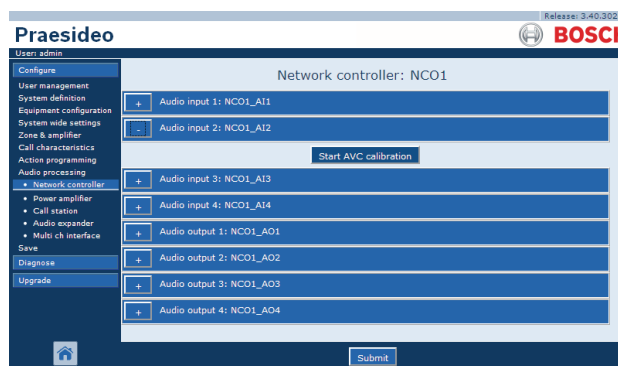 Release: 3.40.302
Praesideo
BOSCH
User: admin
Configure
User management
System definition
Equipment configuration
System wide settings
Zone & amplifier
Call characteristics
Action programming
Audio processing
• Network controller
• Power amplifier
• Call station
• Audio expander
• Multi ch interface
Save
Diagnose
Upgrade
Network controller: NCO1
+ Audio input 1: NCO1_AI1
- Audio input 2: NCO1_AI2
Start AVC calibration
+ Audio input 3: NCO1_AI3
+ Audio input 4: NCO1_AI4
+ Audio output 1: NCO1_AO1
+ Audio output 2: NCO1_AO2
+ Audio output 3: NCO1_AO3
+ Audio output 4: NCO1_AO4
Submit